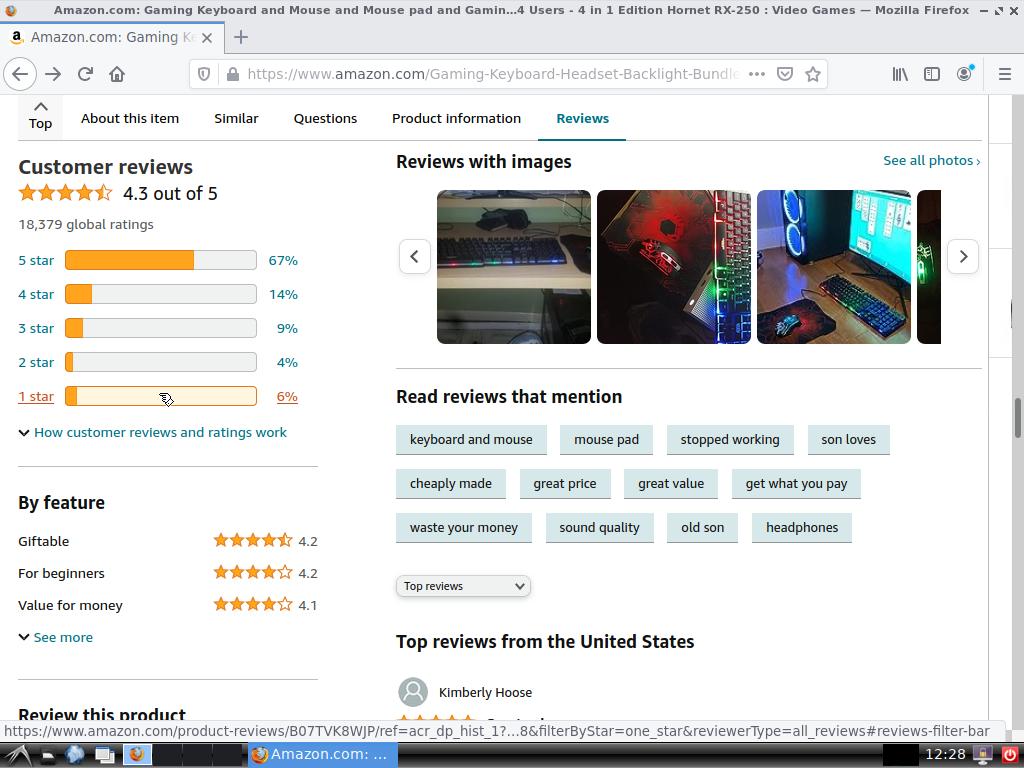 Amazon.com: Gaming Keyboard and Mouse and Mouse pad and Gamin...4 Users - 4 in 1 Edition Hornet RX-250 : Video Games — Mozilla Firefox
Amazon.com: Gaming Ke
https://www.amazon.com/Gaming-Keyboard-Headset-Backlight-Bundle
Top
About this item
Similar
Questions
Product information
Reviews
Customer reviews
4.3 out of 5
18,379 global ratings
5 star 67%
4 star 14%
3 star 9%
2 star 4%
1 star 6%
How customer reviews and ratings work
By feature
Giftable 4.2
For beginners 4.2
Value for money 4.1
See more
Review this product
Reviews with images
See all photos ›
Read reviews that mention
keyboard and mouse
mouse pad
stopped working
son loves
cheaply made
great price
great value
get what you pay
waste your money
sound quality
old son
headphones
Top reviews
Top reviews from the United States
Kimberly Hoose
https://www.amazon.com/product-reviews/B07TVK8WJP/ref=acr_dp_hist_1?...8&filterByStar=one_star&reviewerType=all_reviews#reviews-filter-bar
Amazon.com: ...
12:28